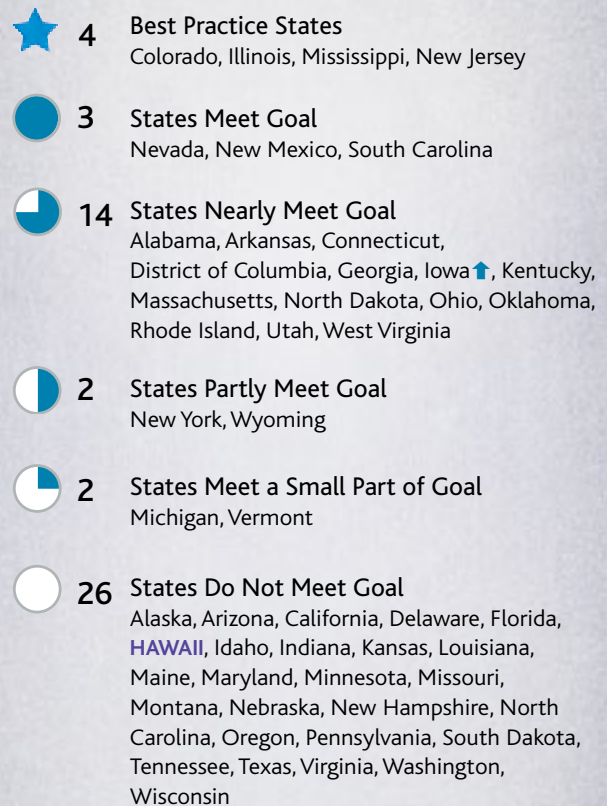 4 Best Practice States
Colorado, Illinois, Mississippi, New Jersey
3 States Meet Goal
Nevada, New Mexico, South Carolina
14 States Nearly Meet Goal
Alabama, Arkansas, Connecticut,
District of Columbia, Georgia, Iowa⬆, Kentucky,
Massachusetts, North Dakota, Ohio, Oklahoma,
Rhode Island, Utah, West Virginia
2 States Partly Meet Goal
New York, Wyoming
2 States Meet a Small Part of Goal
Michigan, Vermont
26 States Do Not Meet Goal
Alaska, Arizona, California, Delaware, Florida,
HAWAII, Idaho, Indiana, Kansas, Louisiana,
Maine, Maryland, Minnesota, Missouri,
Montana, Nebraska, New Hampshire, North
Carolina, Oregon, Pennsylvania, South Dakota,
Tennessee, Texas, Virginia, Washington,
Wisconsin